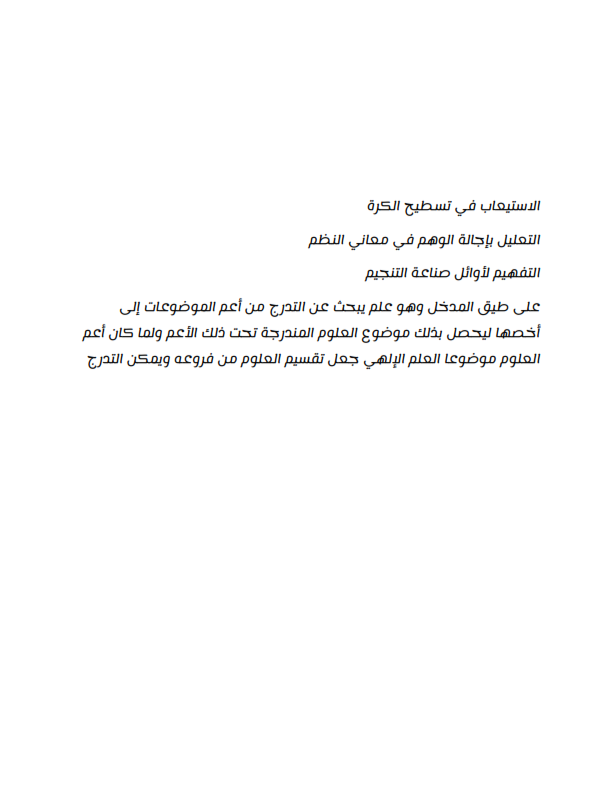 الاستيعاب في تسطيح الكرة
التعليل بإجالة الوهم في معاني النظم
التفهيم لأوائل صناعة التنجيم
على طيق المدخل وهو علم يبحث عن التدرج من أعم الموضوعات إلى
أخصها ليحصل بذلك موضوع العلوم المندرجة تحت ذلك الأعم ولما كان أعم
العلوم موضوعا العلم الإلهي جعل تقسيم العلوم من فروعه ويمكن التدرج